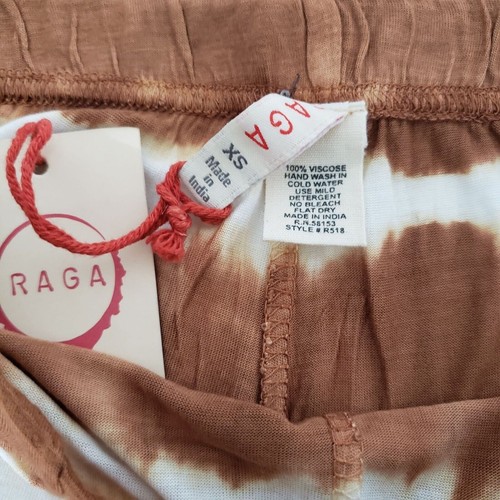 RAGA
XS
Made
in
India
100% VISCOSE
HAND WASH IN
COLD WATER
USE MILD
DETERGENT
NO BLEACH
FLAT DRY
MADE IN INDIA
R.N.58153
STYLE # R518
RAGA